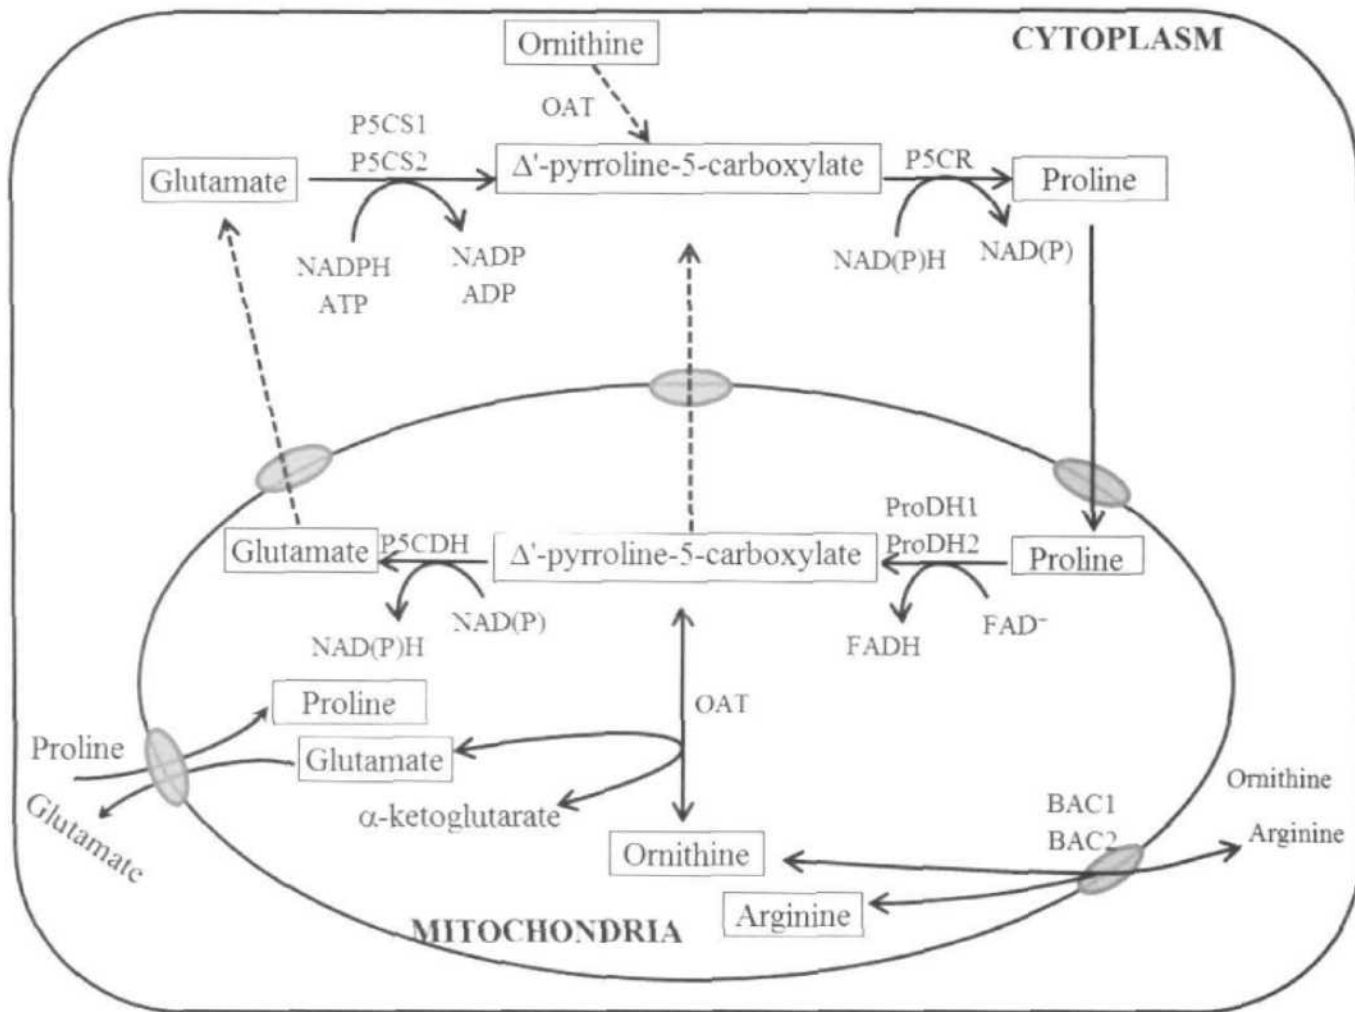 CYTOPLASM
Ornithine
OAT
P5CS1
P5CS2
Glutamate
Δ'-pyrroline-5-carboxylate
P5CR
Proline
NADPH
ATP
NADP
ADP
NAD(P)H
NAD(P)
ProDH1
ProDH2
Glutamate
P5CDH
Δ'-pyrroline-5-carboxylate
Proline
NAD(P)H
NAD(P)
FADH
FAD⁻
Proline
OAT
Proline
Glutamate
Glutamate
α-ketoglutarate
Ornithine
BAC1
BAC2
Ornithine
Arginine
Arginine
MITOCHONDRIA